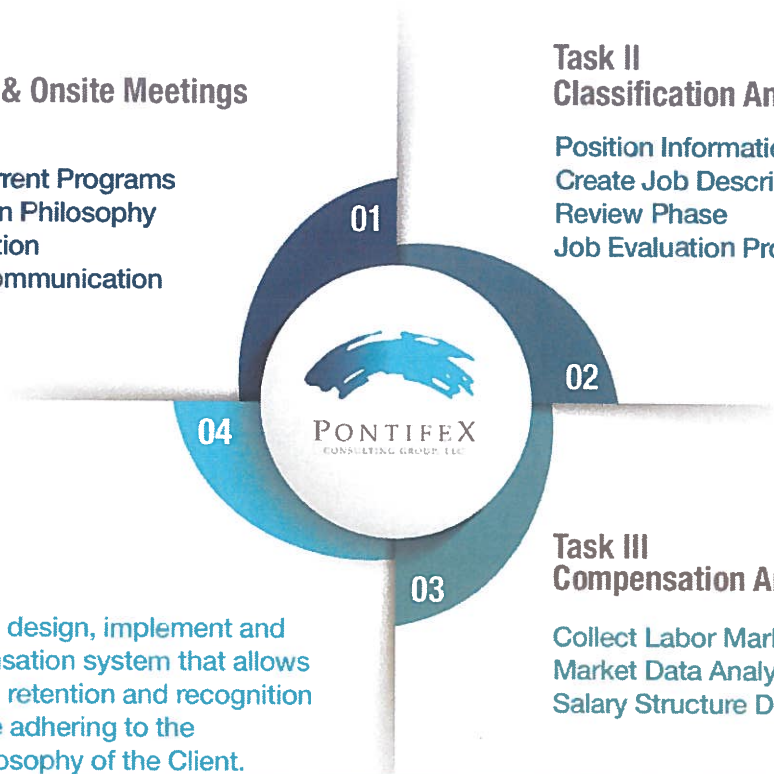 & Onsite Meetings
rrent Programs
n Philosophy
tion
ommunication
01
Task II
Classification An
Position Informatio
Create Job Descri
Review Phase
Job Evaluation Pro
02
PONTIFEX
CONSULTING GROUP, LLC
04
design, implement and
nsation system that allows
retention and recognition
e adhering to the
osophy of the Client.
03
Task III
Compensation An
Collect Labor Mark
Market Data Analy
Salary Structure D